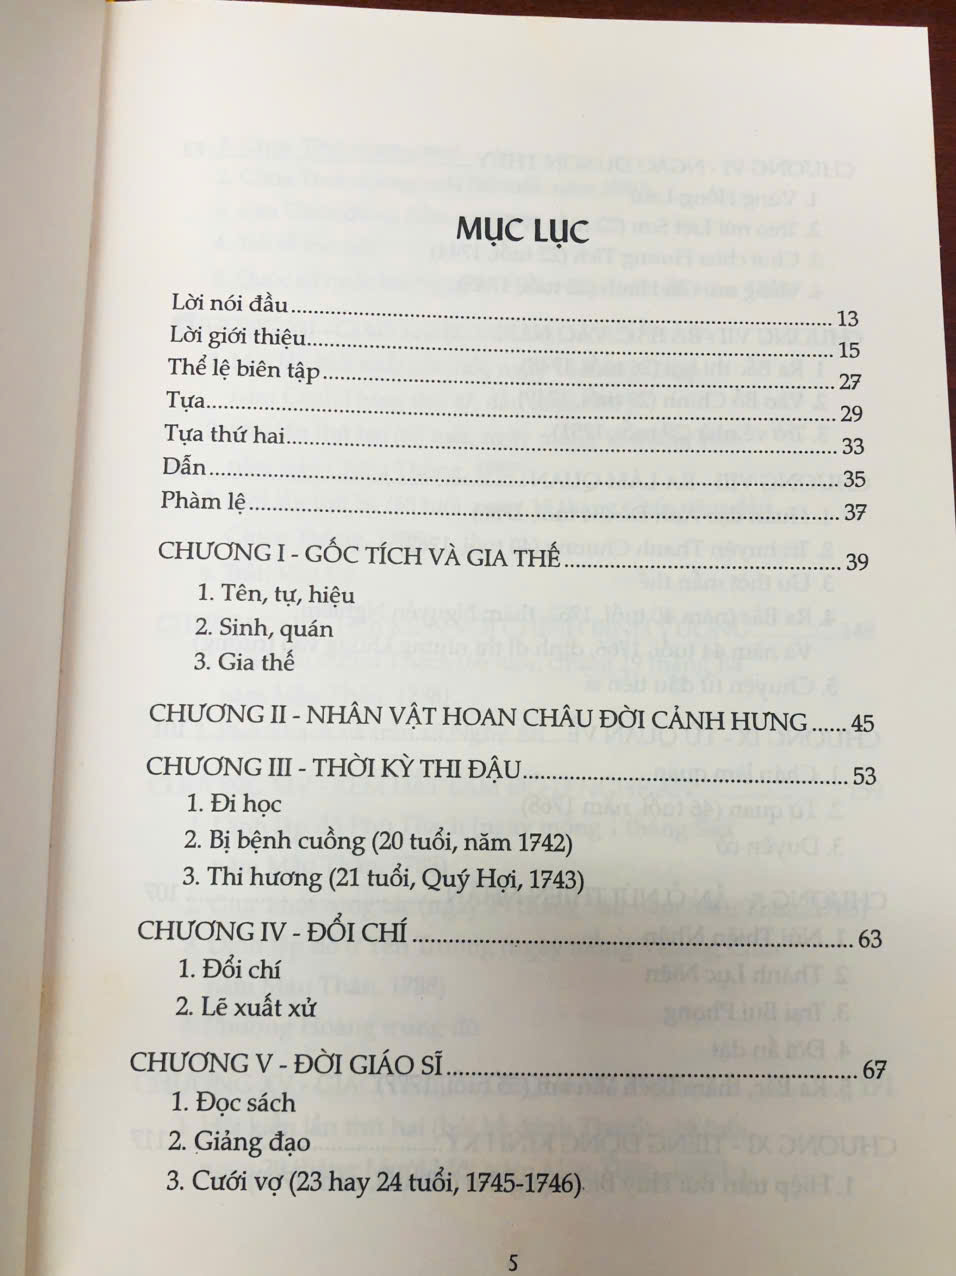 MỤC LỤC
Lời nói đầu................................13
Lời giới thiệu................................15
Thể lệ biên tập................................27
Tựa................................29
Tựa thứ hai................................33
Dẫn................................35
Phàm lệ................................37
CHƯƠNG I - GỐC TÍCH VÀ GIA THẾ................................39
1. Tên, tự, hiệu
2. Sinh, quán
3. Gia thế
CHƯƠNG II - NHÂN VẬT HOAN CHÂU ĐỜI CẢNH HƯNG ......45
CHƯƠNG III - THỜI KỲ THI ĐẬU................................53
1. Đi học
2. Bị bệnh cuồng (20 tuổi, năm 1742)
3. Thi hương (21 tuổi, Quý Hợi, 1743)
CHƯƠNG IV - ĐỔI CHÍ................................63
1. Đổi chí
2. Lẽ xuất xử
CHƯƠNG V - ĐỜI GIÁO SĨ................................67
1. Đọc sách
2. Giảng đạo
3. Cưới vợ (23 hay 24 tuổi, 1745-1746)
5